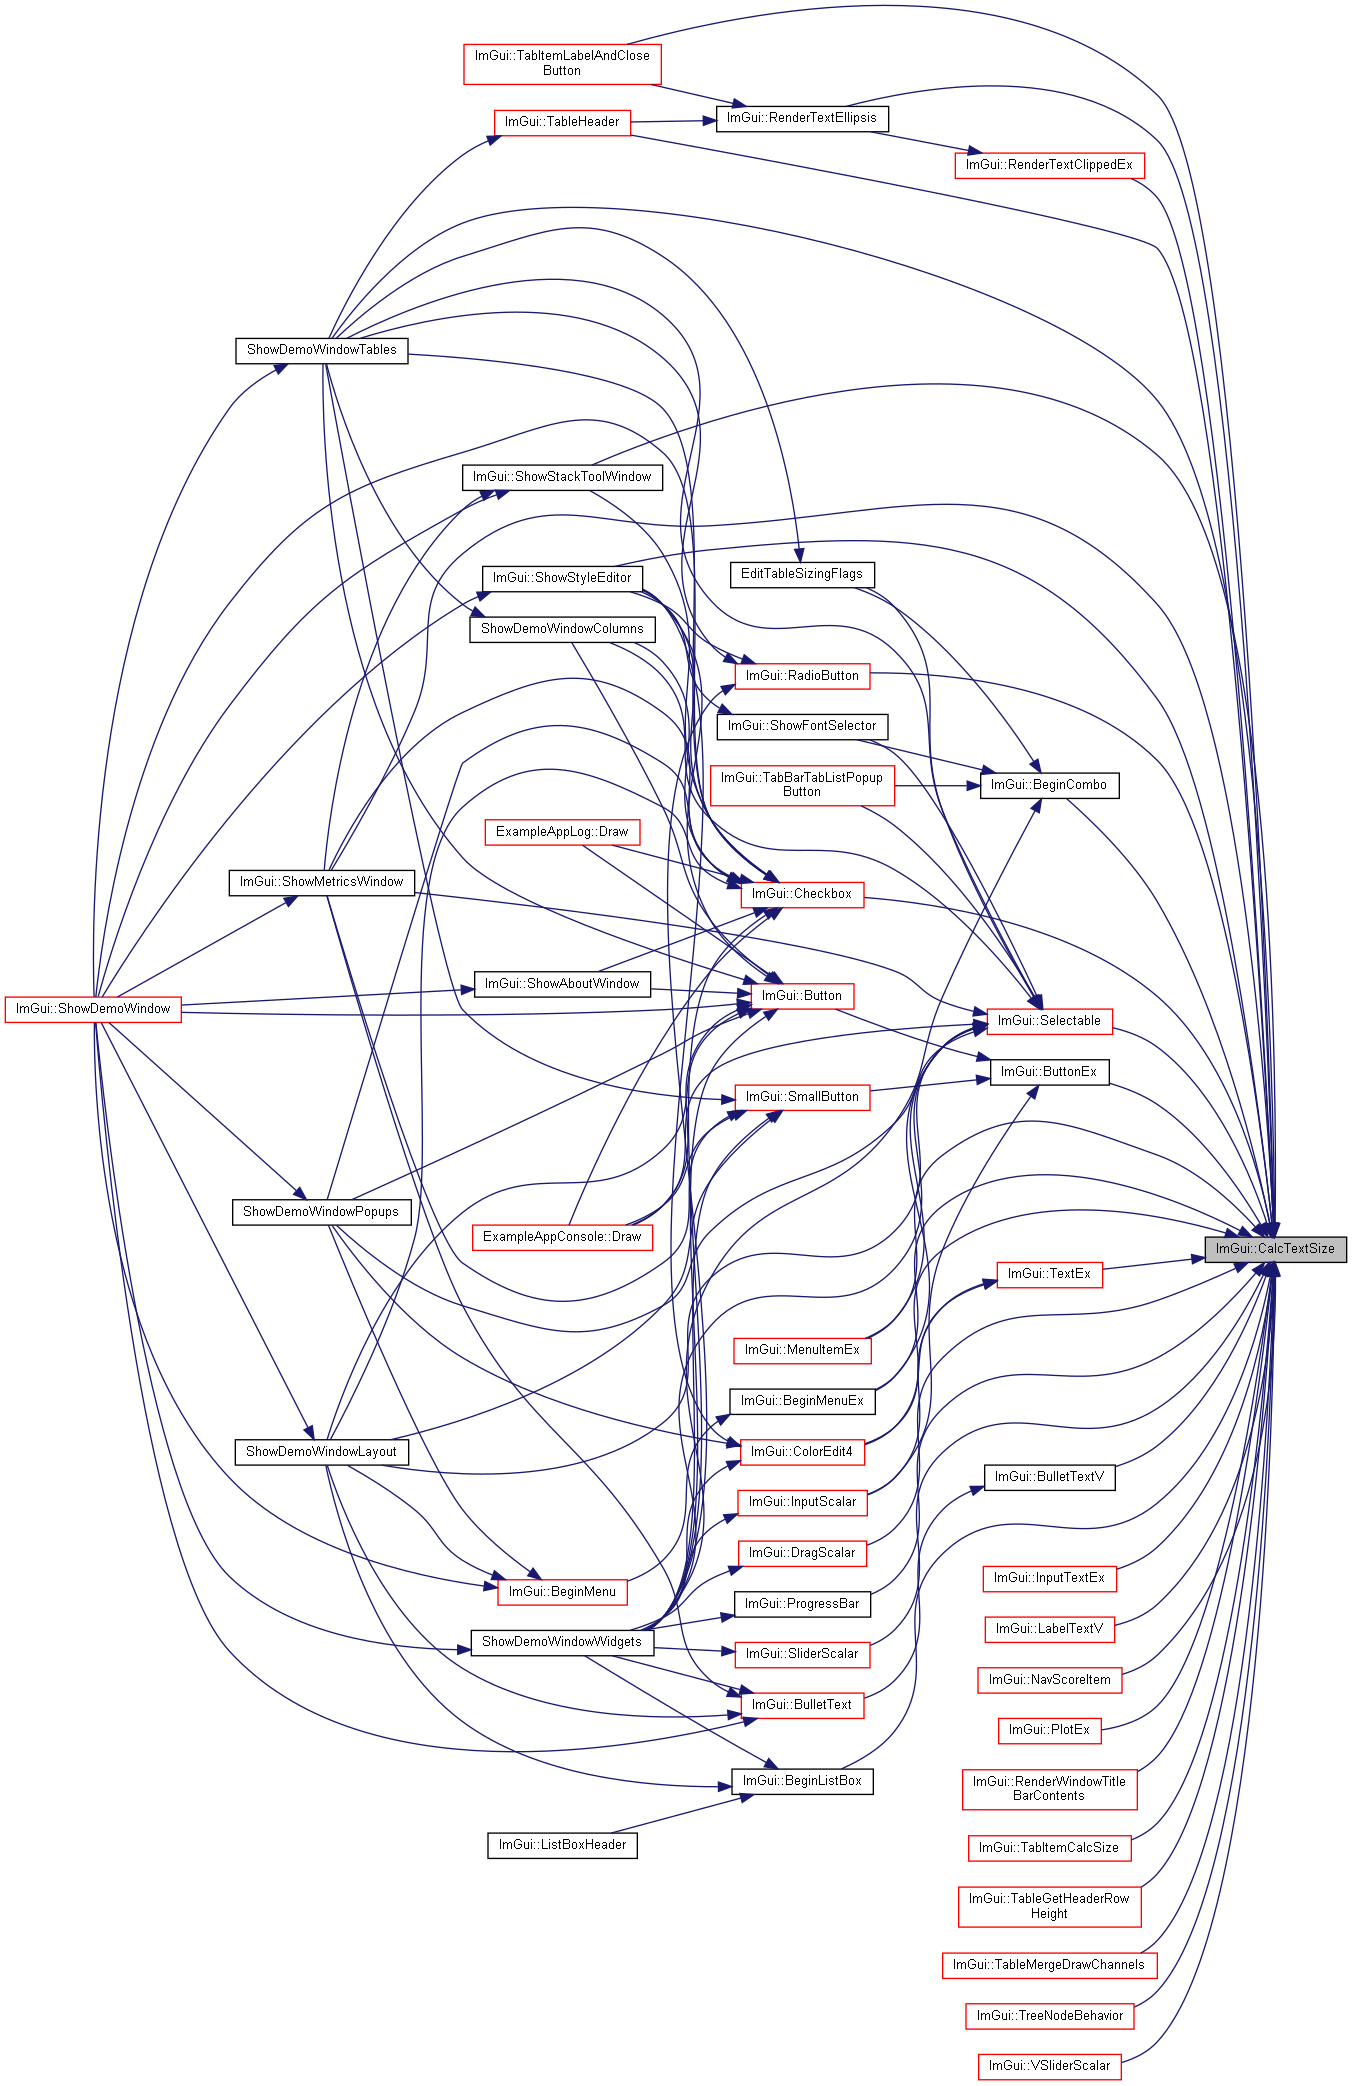 ImGui::TabItemLabelAndClose
Button
ImGui::TableHeader
ImGui::RenderTextEllipsis
ImGui::RenderTextClippedEx
ShowDemoWindowTables
ImGui::ShowStackToolWindow
ImGui::ShowStyleEditor
EditTableSizingFlags
ShowDemoWindowColumns
ImGui::RadioButton
ImGui::ShowFontSelector
ImGui::TabBarTabListPopup
Button
ImGui::BeginCombo
ExampleAppLog::Draw
ImGui::ShowMetricsWindow
ImGui::Checkbox
ImGui::ShowAboutWindow
ImGui::Button
ImGui::ShowDemoWindow
ImGui::Selectable
ImGui::ButtonEx
ImGui::SmallButton
ShowDemoWindowPopups
ExampleAppConsole::Draw
ImGui::CalcTextSize
ImGui::TextEx
ImGui::MenuItemEx
ImGui::BeginMenuEx
ShowDemoWindowLayout
ImGui::ColorEdit4
ImGui::BulletTextV
ImGui::InputScalar
ImGui::DragScalar
ImGui::InputTextEx
ImGui::BeginMenu
ImGui::ProgressBar
ImGui::LabelTextV
ShowDemoWindowWidgets
ImGui::SliderScalar
ImGui::NavScoreItem
ImGui::BulletText
ImGui::PlotEx
ImGui::BeginListBox
ImGui::RenderWindowTitle
BarContents
ImGui::ListBoxHeader
ImGui::TabItemCalcSize
ImGui::TableGetHeaderRow
Height
ImGui::TableMergeDrawChannels
ImGui::TreeNodeBehavior
ImGui::VSliderScalar